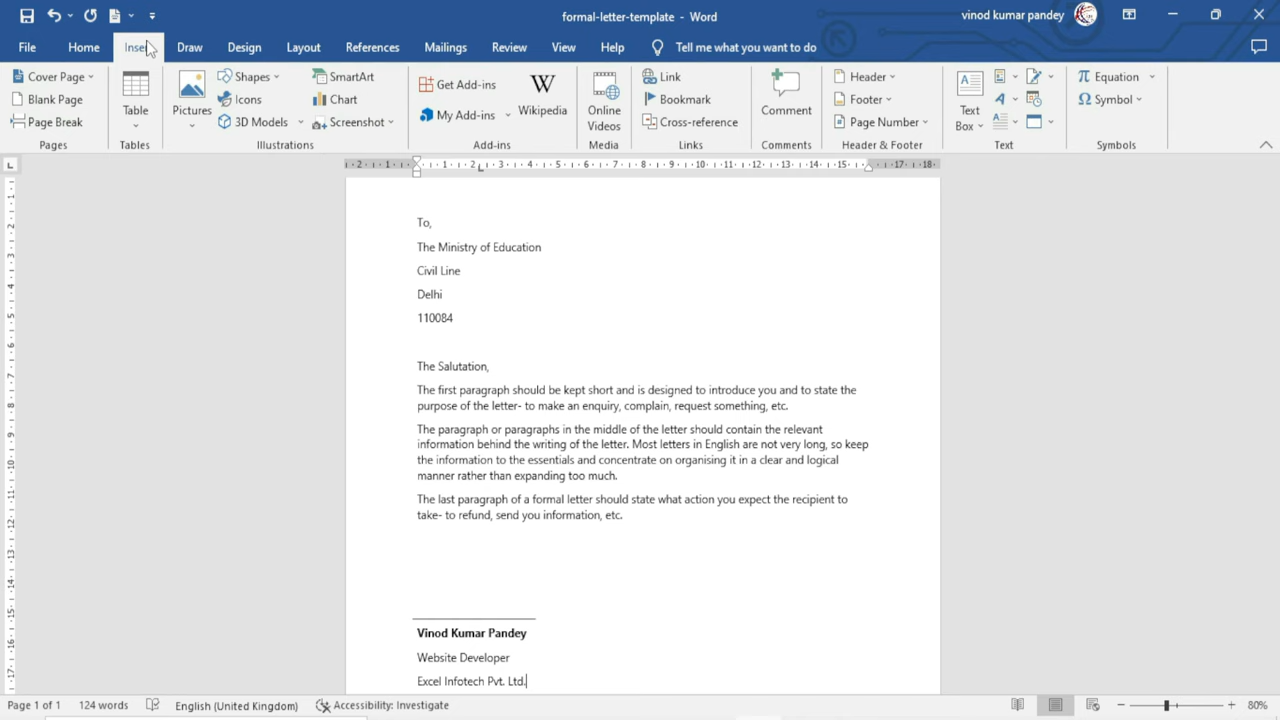 formal-letter-template - Word
vinod kumar pandey
File Home Insert Draw Design Layout References Mailings Review View Help Tell me what you want to do
Cover Page
Blank Page
Page Break
Pages
Table
Tables
Pictures
Shapes
Icons
3D Models
SmartArt
Chart
Screenshot
Illustrations
Get Add-ins
My Add-ins
W
Wikipedia
Add-ins
Online
Videos
Media
Link
Bookmark
Cross-reference
Links
Comment
Comments
Header
Footer
Page Number
Header & Footer
Text
Box
Text
Equation
Symbol
Symbols
To,
The Ministry of Education
Civil Line
Delhi
110084
The Salutation,
The first paragraph should be kept short and is designed to introduce you and to state the
purpose of the letter- to make an enquiry, complain, request something, etc.
The paragraph or paragraphs in the middle of the letter should contain the relevant
information behind the writing of the letter. Most letters in English are not very long, so keep
the information to the essentials and concentrate on organising it in a clear and logical
manner rather than expanding too much.
The last paragraph of a formal letter should state what action you expect the recipient to
take- to refund, send you information, etc.
Vinod Kumar Pandey
Website Developer
Excel Infotech Pvt. Ltd.
Page 1 of 1 124 words English (United Kingdom) Accessibility: Investigate 80%